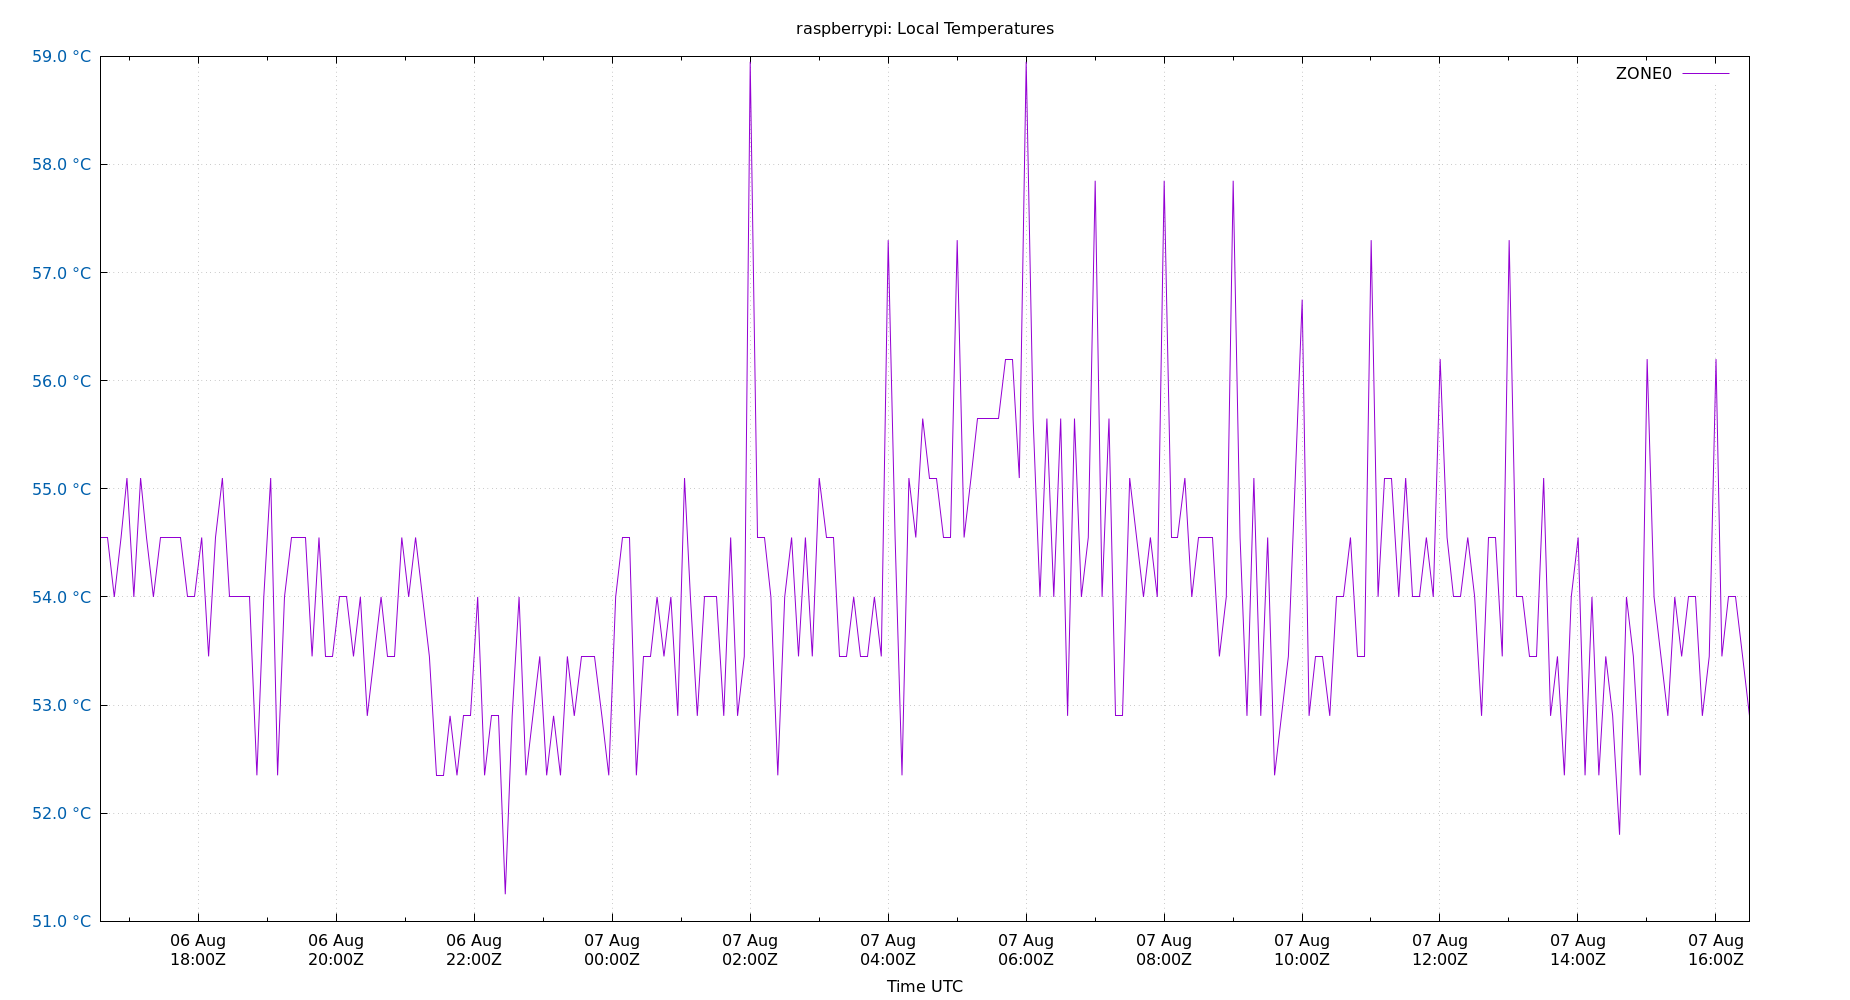 raspberrypi: Local Temperatures
59.0 °C
ZONE0
58.0 °C
57.0 °C
56.0 °C
55.0 °C
54.0 °C
53.0 °C
52.0 °C
51.0 °C
06 Aug 06 Aug 06 Aug 07 Aug 07 Aug 07 Aug 07 Aug 07 Aug 07 Aug 07 Aug 07 Aug 07 Aug
18:00Z 20:00Z 22:00Z 00:00Z 02:00Z 04:00Z 06:00Z 08:00Z 10:00Z 12:00Z 14:00Z 16:00Z
Time UTC